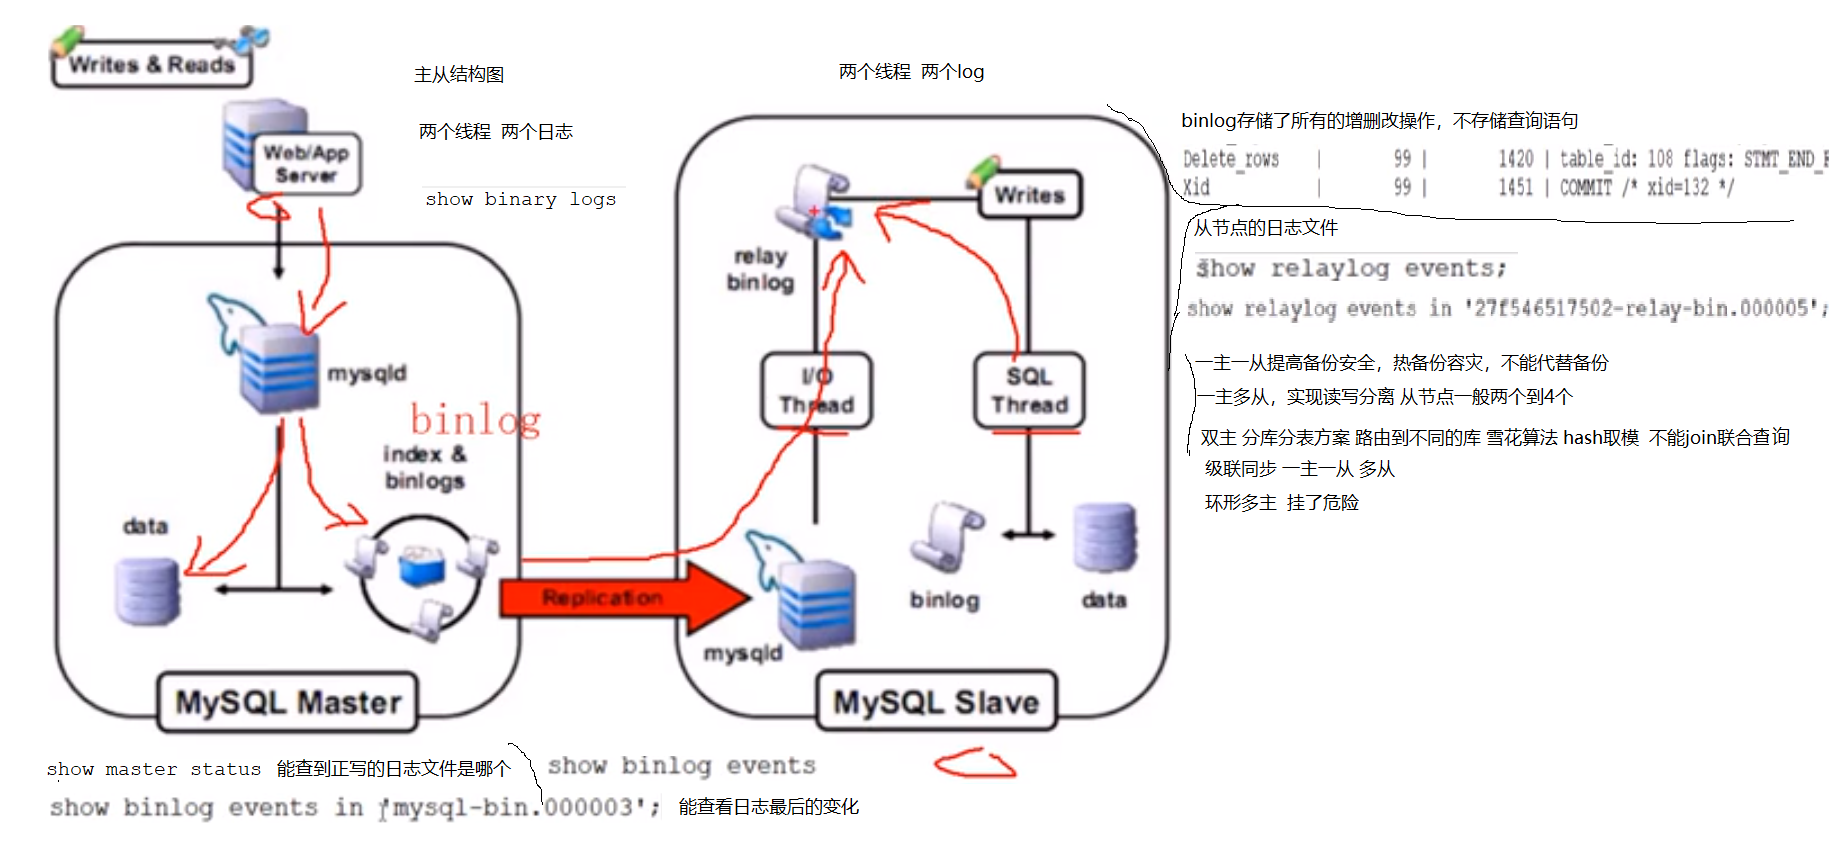 Writes & Reads
主从结构图
两个线程 两个log
两个线程 两个日志
Web/App
Server
show binary logs
binlog存储了所有的增删改操作，不存储查询语句
Delete_rows | 99 | 1420 | table_id: 108 flags: STMT_END_F
Xid | 99 | 1451 | COMMIT /* xid=132 */
从节点的日志文件
show relaylog events;
show relaylog events in '27f546517502-relay-bin.000005';
一主一从提高备份安全，热备份容灾，不能代替备份
一主多从，实现读写分离 从节点一般两个到4个
双主 分库分表方案 路由到不同的库 雪花算法 hash取模 不能join联合查询
级联同步 一主一从 多从
环形多主 挂了危险
mysqld
binlog
index &
binlogs
data
Replication
MySQL Master
relay
binlog
Writes
I/O
Thread
SQL
Thread
binlog
data
mysqld
MySQL Slave
show master status 能查到正写的日志文件是哪个
show binlog events
show binlog events in 'mysql-bin.000003'; 能查看日志最后的变化